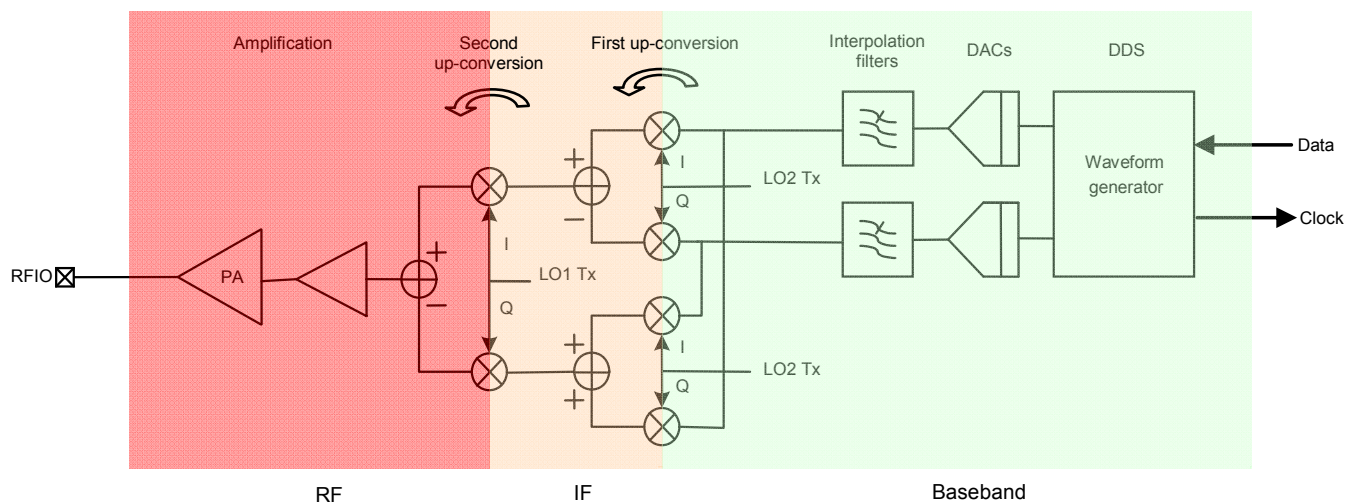 Amplification
Second
up-conversion
First up-conversion
Interpolation
filters
DACs
DDS
+
I
LO2 Tx
Q
−
Waveform
generator
Data
Clock
RFIO
PA
+
−
I
LO1 Tx
Q
+
+
I
LO2 Tx
Q
RF
IF
Baseband